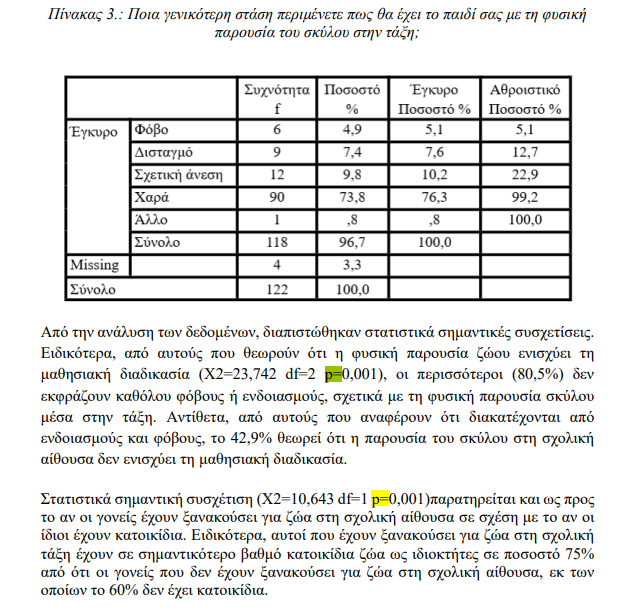 Πίνακας 3.: Ποια γενικότερη στάση περιμένετε πως θα έχει το παιδί σας με τη φυσική
παρουσία του σκύλου στην τάξη;
Συχνότητα f Ποσοστό % Έγκυρο Ποσοστό % Αθροιστικό Ποσοστό %
Έγκυρο Φόβο 6 4,9 5,1 5,1
Δισταγμό 9 7,4 7,6 12,7
Σχετική άνεση 12 9,8 10,2 22,9
Χαρά 90 73,8 76,3 99,2
Άλλο 1 ,8 ,8 100,0
Σύνολο 118 96,7 100,0
Missing 4 3,3
Σύνολο 122 100,0
Από την ανάλυση των δεδομένων, διαπιστώθηκαν στατιστικά σημαντικές συσχετίσεις.
Ειδικότερα, από αυτούς που θεωρούν ότι η φυσική παρουσία ζώου ενισχύει τη
μαθησιακή διαδικασία (Χ2=23,742 df=2 p=0,001), οι περισσότεροι (80,5%) δεν
εκφράζουν καθόλου φόβους ή ενδοιασμούς, σχετικά με τη φυσική παρουσία σκύλου
μέσα στην τάξη. Αντίθετα, από αυτούς που αναφέρουν ότι διακατέχονται από
ενδοιασμούς και φόβους, το 42,9% θεωρεί ότι η παρουσία του σκύλου στη σχολική
αίθουσα δεν ενισχύει τη μαθησιακή διαδικασία.
Στατιστικά σημαντική συσχέτιση (Χ2=10,643 df=1 p=0,001)παρατηρείται και ως προς
το αν οι γονείς έχουν ξανακούσει για ζώα στη σχολική αίθουσα σε σχέση με το αν οι
ίδιοι έχουν κατοικίδια. Ειδικότερα, αυτοί που έχουν ξανακούσει για ζώα στη σχολική
τάξη έχουν σε σημαντικότερο βαθμό κατοικίδια ζώα ως ιδιοκτήτες σε ποσοστό 75%
από ότι οι γονείς που δεν έχουν ξανακούσει για ζώα στη σχολική αίθουσα, εκ των
οποίων το 60% δεν έχει κατοικίδια.